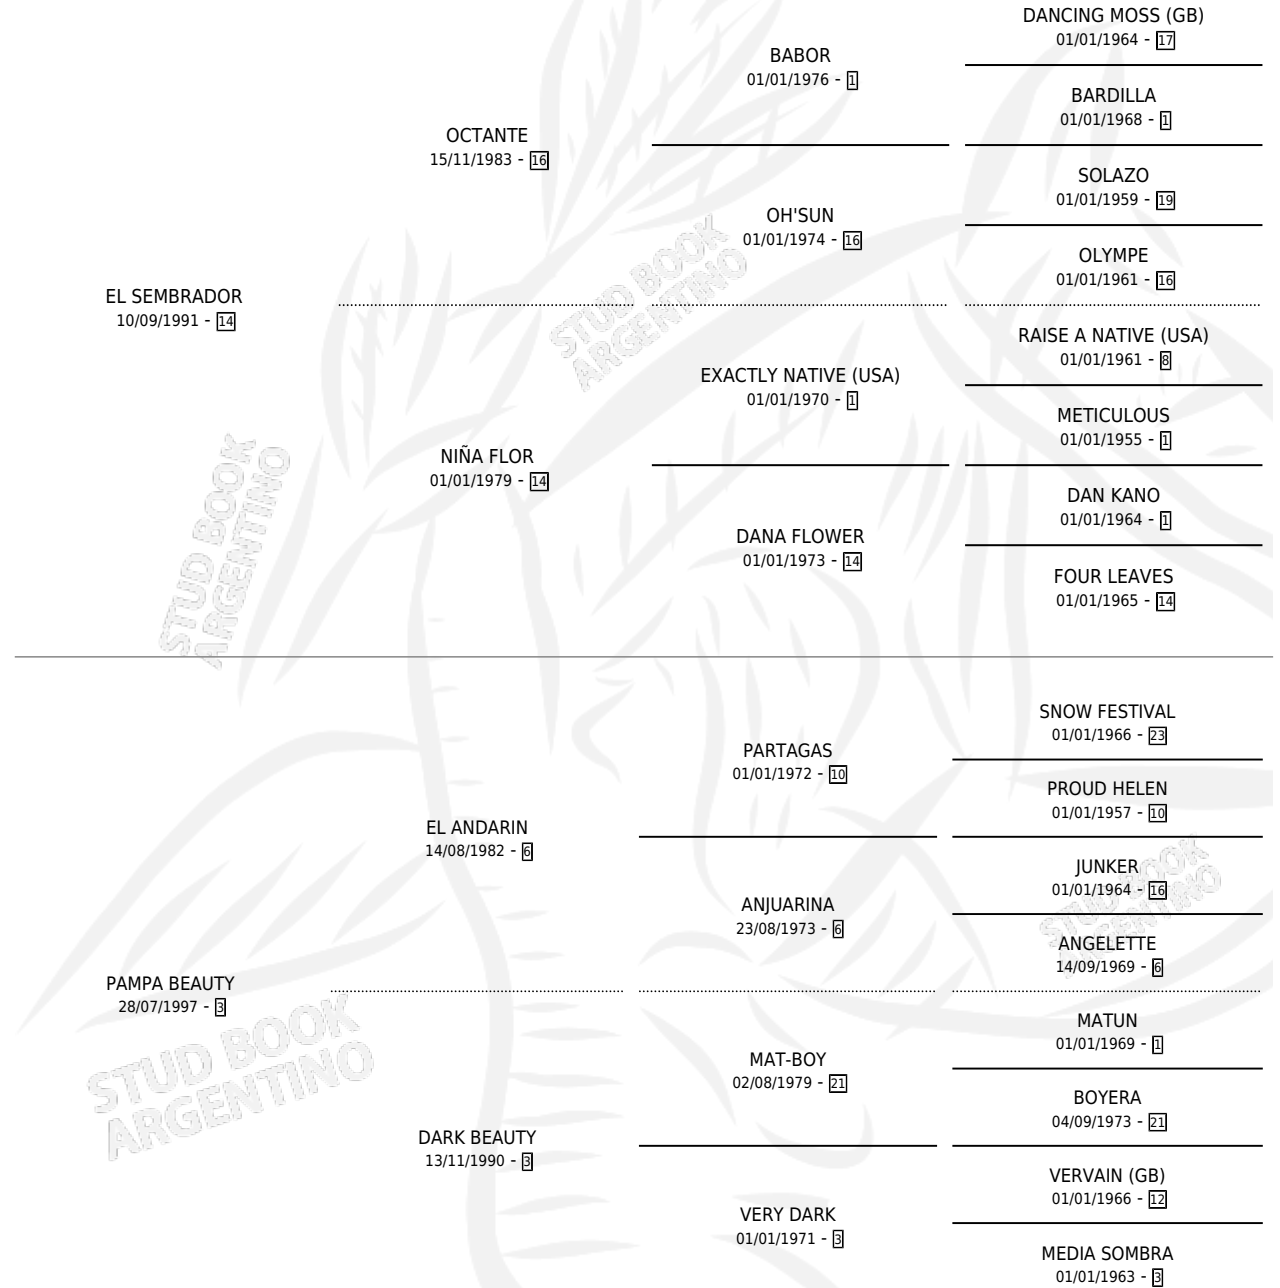 DANCING MOSS (GB)
01/01/1964 - 17
BABOR
01/01/1976 - 1
BARDILLA
01/01/1968 - 1
OCTANTE
15/11/1983 - 16
SOLAZO
01/01/1959 - 19
OH'SUN
01/01/1974 - 16
OLYMPE
01/01/1961 - 16
EL SEMBRADOR
10/09/1991 - 14
RAISE A NATIVE (USA)
01/01/1961 - 8
EXACTLY NATIVE (USA)
01/01/1970 - 1
METICULOUS
01/01/1955 - 1
NIÑA FLOR
01/01/1979 - 14
DAN KANO
01/01/1964 - 1
DANA FLOWER
01/01/1973 - 14
FOUR LEAVES
01/01/1965 - 14
SNOW FESTIVAL
01/01/1966 - 23
PARTAGAS
01/01/1972 - 10
PROUD HELEN
01/01/1957 - 10
EL ANDARIN
14/08/1982 - 6
JUNKER
01/01/1964 - 16
ANJUARINA
23/08/1973 - 6
ANGELETTE
14/09/1969 - 6
PAMPA BEAUTY
28/07/1997 - 3
MATUN
01/01/1969 - 1
MAT-BOY
02/08/1979 - 21
BOYERA
04/09/1973 - 21
DARK BEAUTY
13/11/1990 - 3
VERVAIN (GB)
01/01/1966 - 12
VERY DARK
01/01/1971 - 3
MEDIA SOMBRA
01/01/1963 - 3
STUD BOOK
ARGENTINO
STUD BOOK
ARGENTINO
STUD BOOK
ARGENTINO
STUD BOOK
ARGENTINO